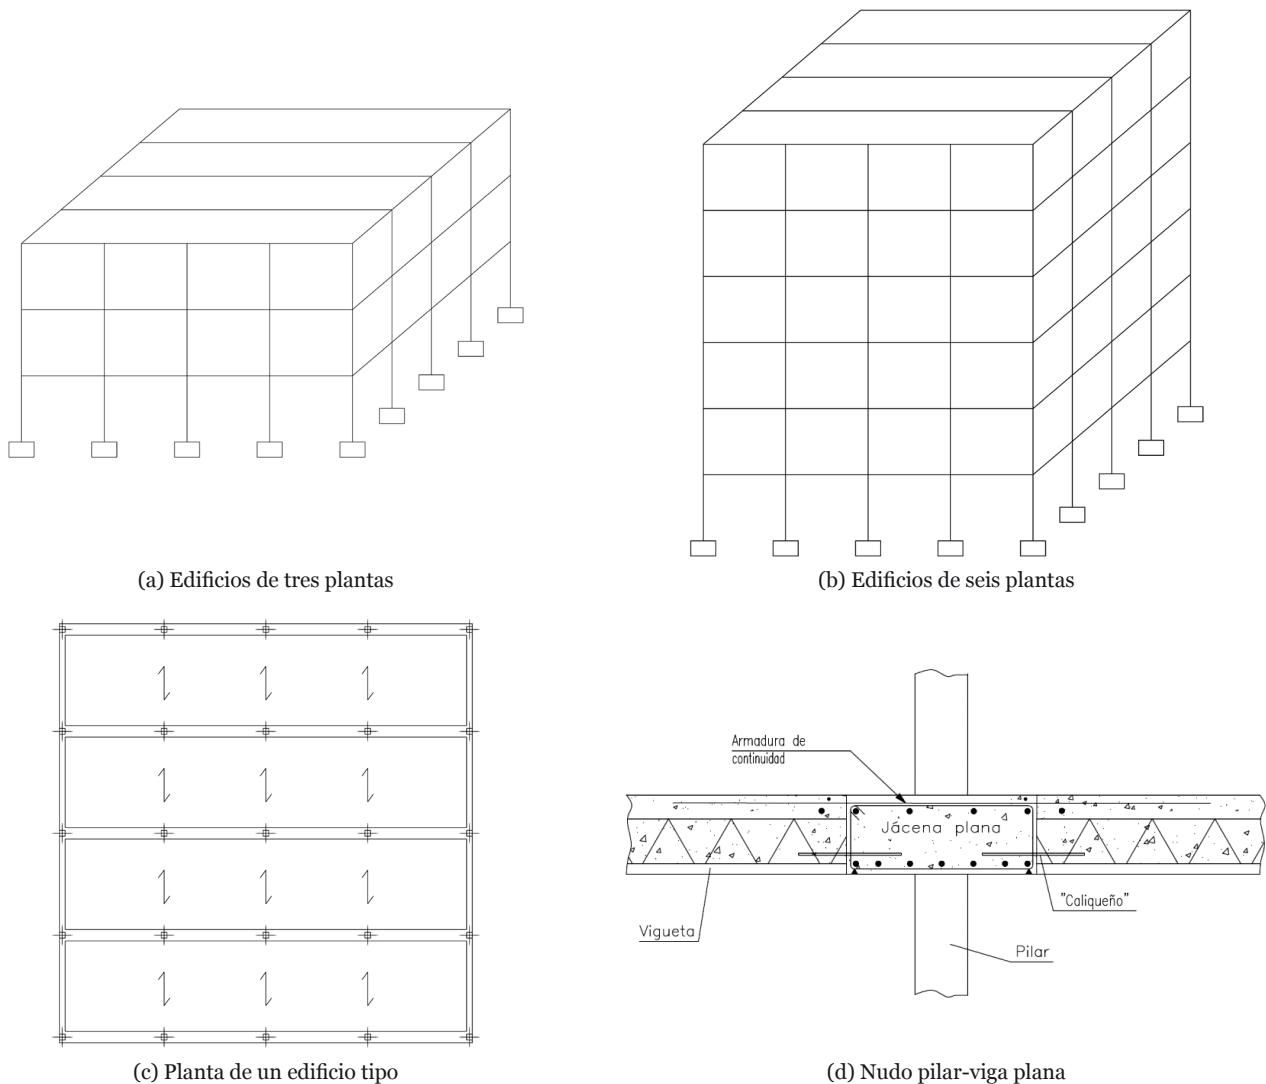 (a) Edificios de tres plantas
(b) Edificios de seis plantas
Armadura de
continuidad
Jácena plana
"Caliqueño"
Vigueta
Pilar
(c) Planta de un edificio tipo
(d) Nudo pilar-viga plana